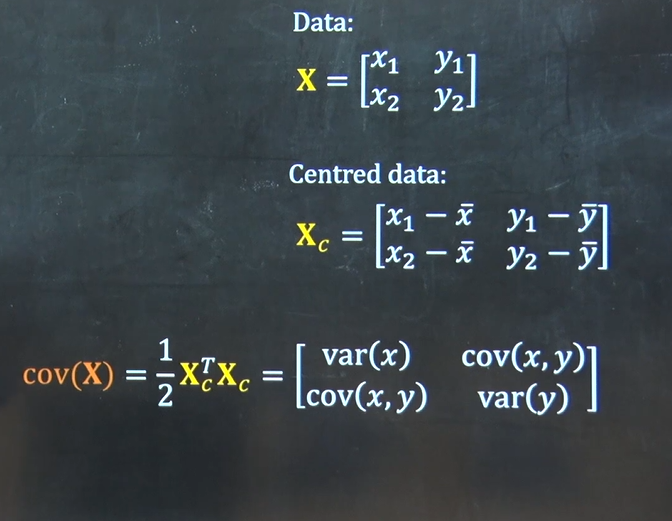 Data:
X = [x₁ y₁
x₂ y₂]
Centred data:
X_c = [x₁ − x̄ y₁ − ȳ
x₂ − x̄ y₂ − ȳ]
cov(X) = 1/2 X_c^T X_c = [var(x) cov(x, y)
cov(x, y) var(y)]